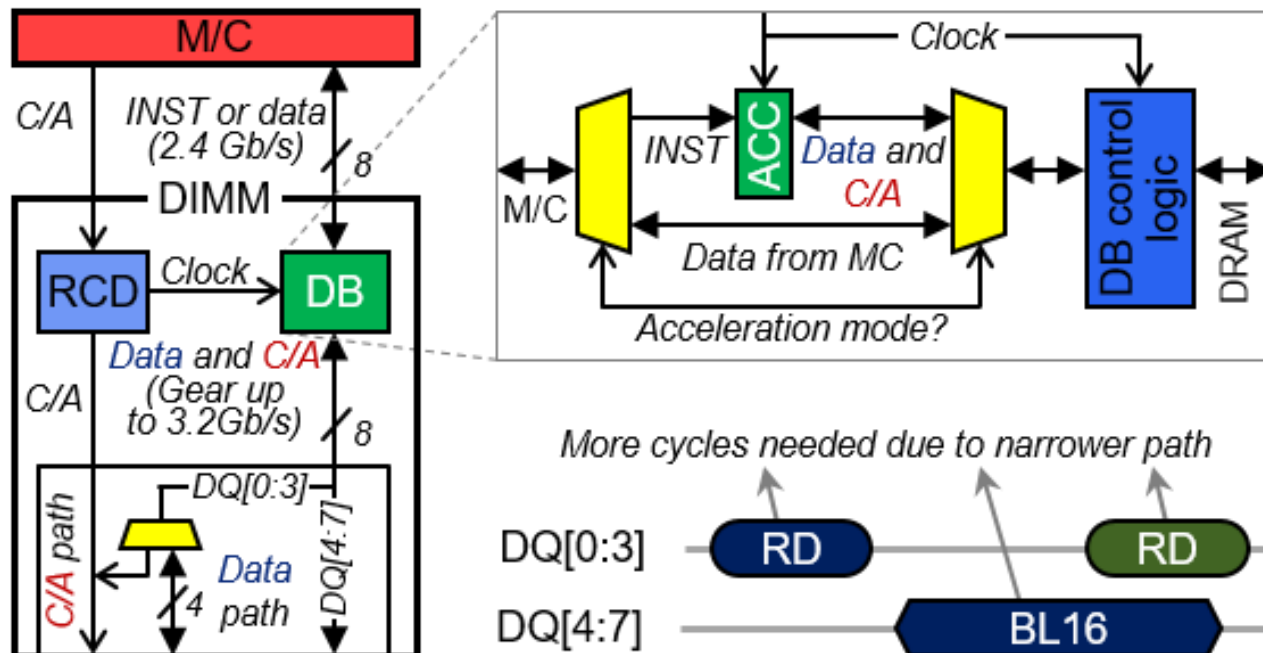 M/C
C/A
INST or data
(2.4 Gb/s)
8
DIMM
RCD
Clock
DB
Data and C/A
(Gear up
to 3.2Gb/s)
8
C/A
DQ[0:3]
DQ[4:7]
C/A path
4
Data
path
Clock
M/C
INST
ACC
Data and
C/A
Data from MC
Acceleration mode?
DB control
logic
DRAM
More cycles needed due to narrower path
DQ[0:3]
RD
RD
DQ[4:7]
BL16